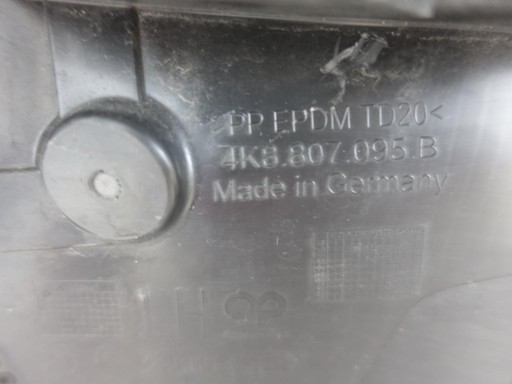 >PP EPDM TD20<
4K8.807.095.B
Made in Germany